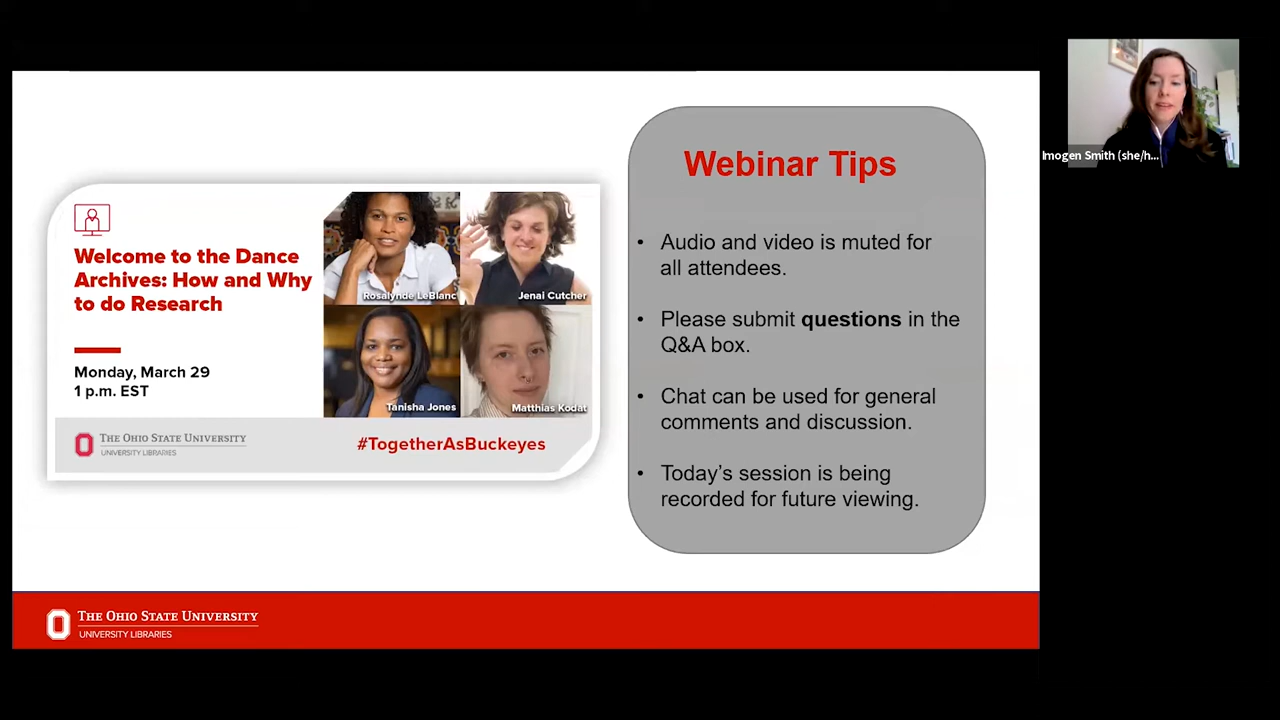 Welcome to the Dance
Archives: How and Why
to do Research
Monday, March 29
1 p.m. EST
Rosalynde LeBlanc
Jenai Cutcher
Tanisha Jones
Matthias Kodat
THE OHIO STATE UNIVERSITY
UNIVERSITY LIBRARIES
#TogetherAsBuckeyes
Webinar Tips
• Audio and video is muted for
all attendees.
• Please submit questions in the
Q&A box.
• Chat can be used for general
comments and discussion.
• Today's session is being
recorded for future viewing.
THE OHIO STATE UNIVERSITY
UNIVERSITY LIBRARIES
Imogen Smith (she/h...